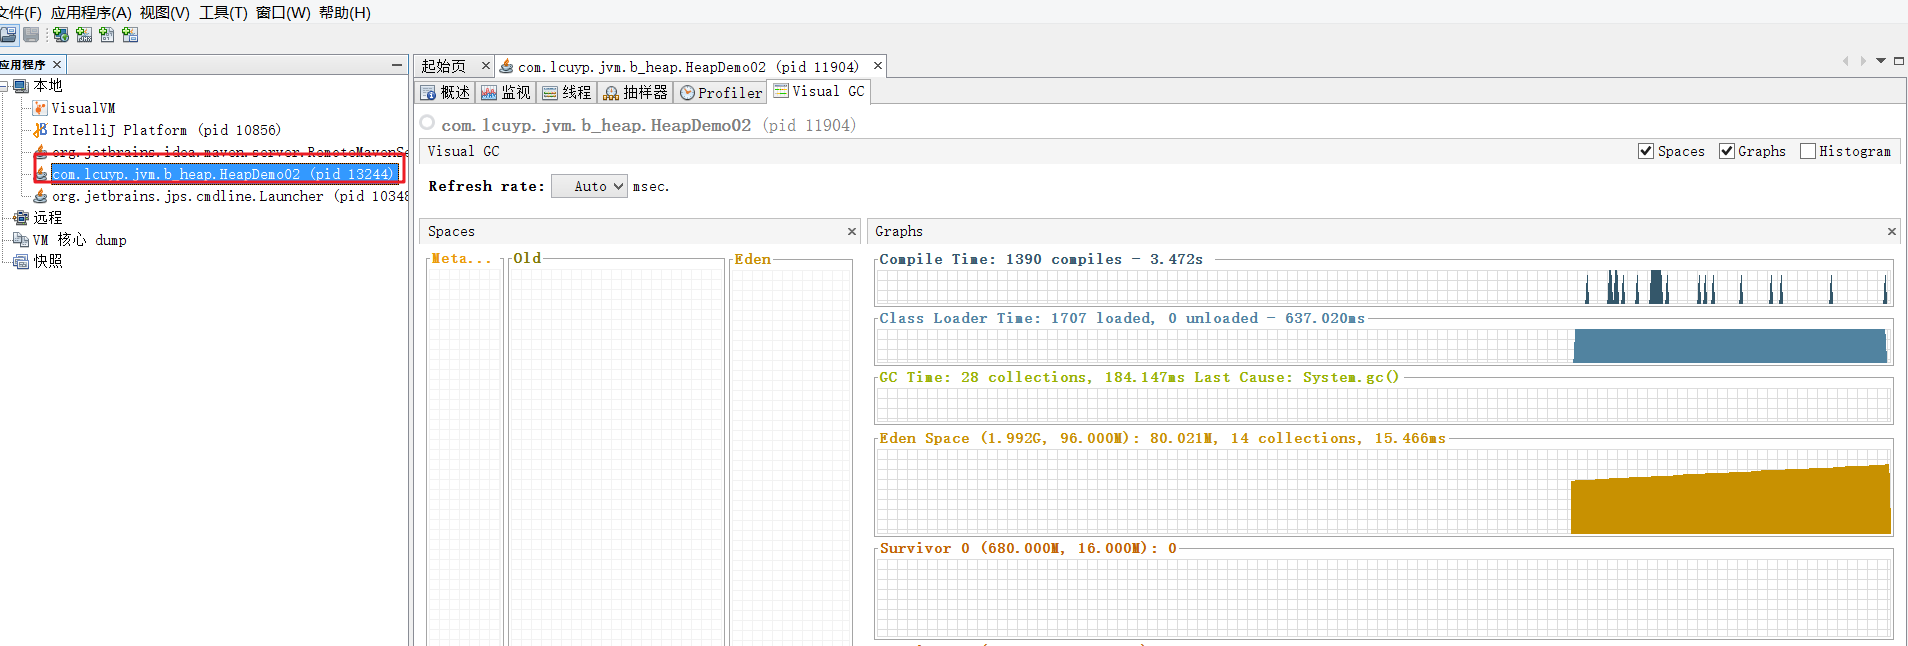 文件(F) 应用程序(A) 视图(V) 工具(T) 窗口(W) 帮助(H)
应用程序
本地
VisualVM
IntelliJ Platform (pid 10856)
org.jetbrains.idea.maven.server.RemoteMavenSe
com.lcuyp.jvm.b_heap.HeapDemo02 (pid 13244)
org.jetbrains.jps.cmdline.Launcher (pid 10348
远程
VM 核心 dump
快照
起始页 com.lcuyp.jvm.b_heap.HeapDemo02 (pid 11904)
概述 监视 线程 抽样器 Profiler Visual GC
com.lcuyp.jvm.b_heap.HeapDemo02 (pid 11904)
Visual GC Spaces Graphs Histogram
Refresh rate: Auto msec.
Spaces
Meta... Old Eden
Graphs
Compile Time: 1390 compiles - 3.472s
Class Loader Time: 1707 loaded, 0 unloaded - 637.020ms
GC Time: 28 collections, 184.147ms Last Cause: System.gc()
Eden Space (1.992G, 96.000M): 80.021M, 14 collections, 15.466ms
Survivor 0 (680.000M, 16.000M): 0